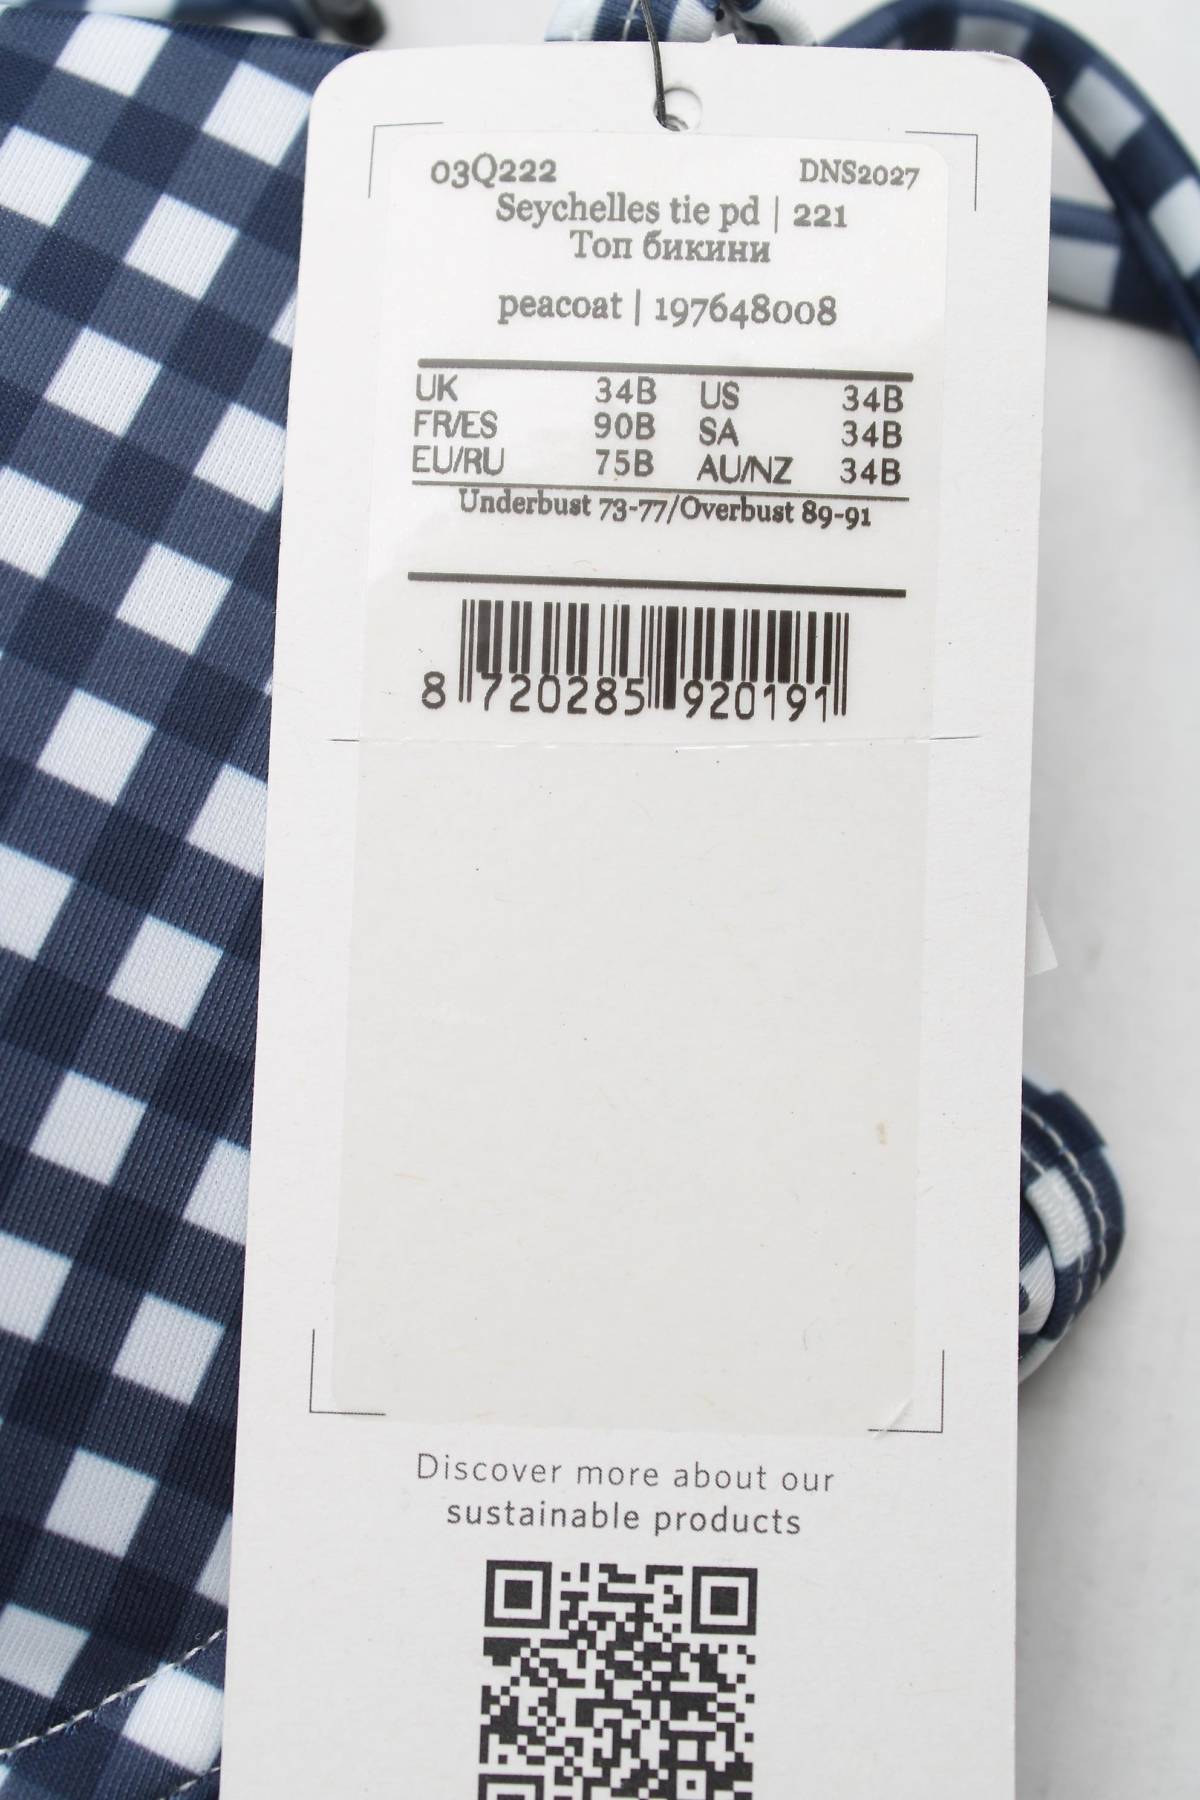 03Q222 DNS2027
Seychelles tie pd | 221
Топ бикини
peacoat | 197648008
UK 34B US 34B
FR/ES 90B SA 34B
EU/RU 75B AU/NZ 34B
Underbust 73-77/Overbust 89-91
8 720285 920191
Discover more about our
sustainable products